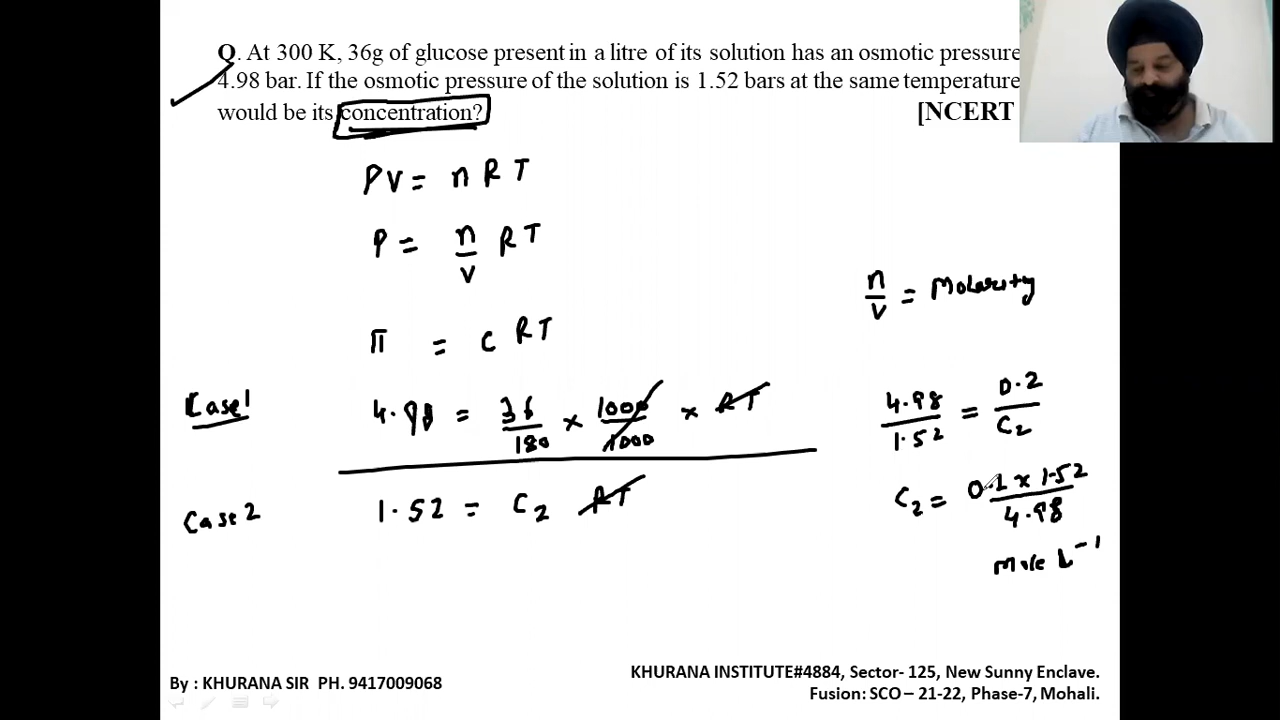 Q. At 300 K, 36g of glucose present in a litre of its solution has an osmotic pressure
4.98 bar. If the osmotic pressure of the solution is 1.52 bars at the same temperature
would be its concentration? [NCERT
PV = n R T
P = n/V R T
n/V = Molarity
π = C R T
Case 1 4.98 = 36/180 × 1000/1000 × RT
4.98/1.52 = 0.2/C₂
Case 2 1.52 = C₂ RT
C₂ = 0.2 × 1.52/4.98
Mole L⁻¹
By : KHURANA SIR PH. 9417009068
KHURANA INSTITUTE#4884, Sector- 125, New Sunny Enclave.
Fusion: SCO – 21-22, Phase-7, Mohali.